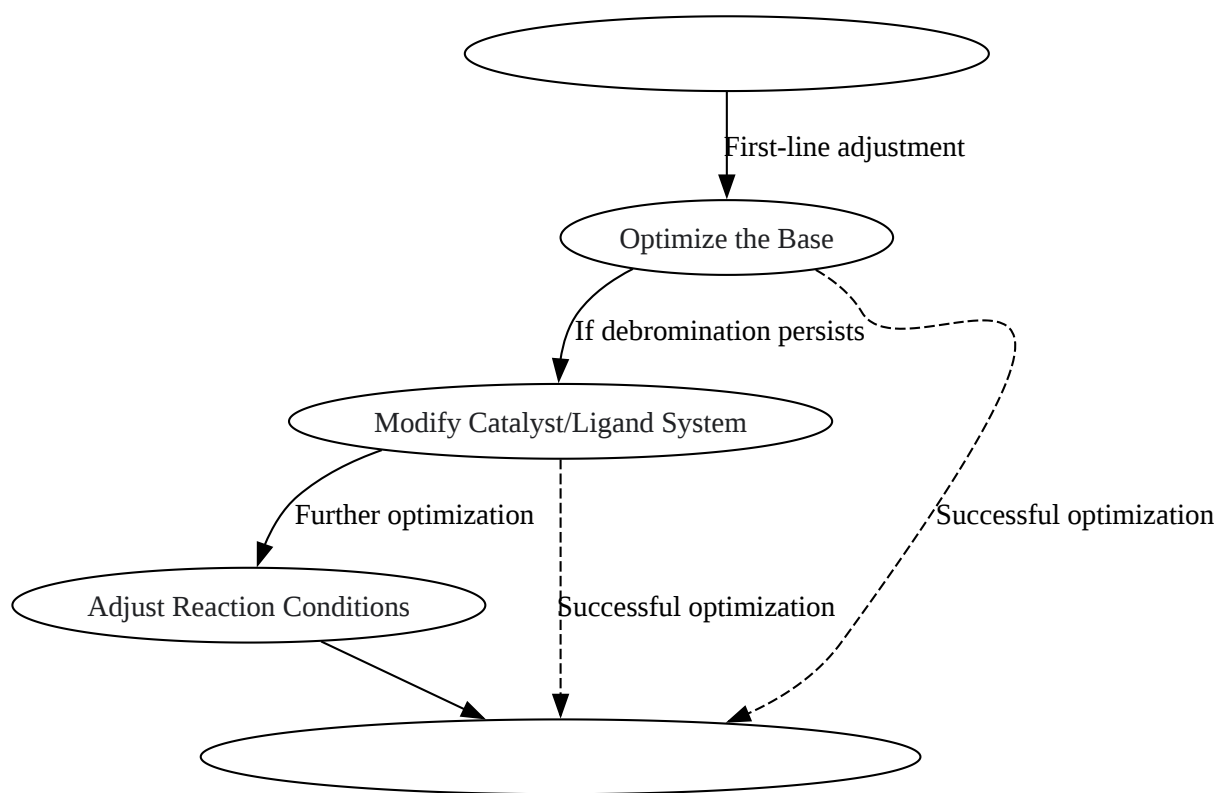 First-line adjustment
Optimize the Base
If debromination persists
Modify Catalyst/Ligand System
Further optimization
Successful optimization
Adjust Reaction Conditions
Successful optimization